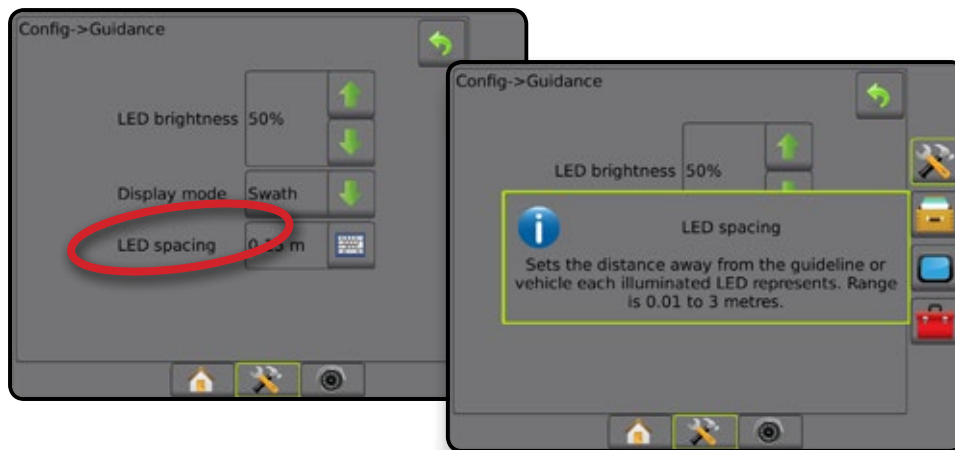 Config->Guidance
LED brightness 50%
Display mode Swath
LED spacing m
Config->Guidance
LED brightness 50%
LED spacing
Sets the distance away from the guideline or
vehicle each illuminated LED represents. Range
is 0.01 to 3 metres.